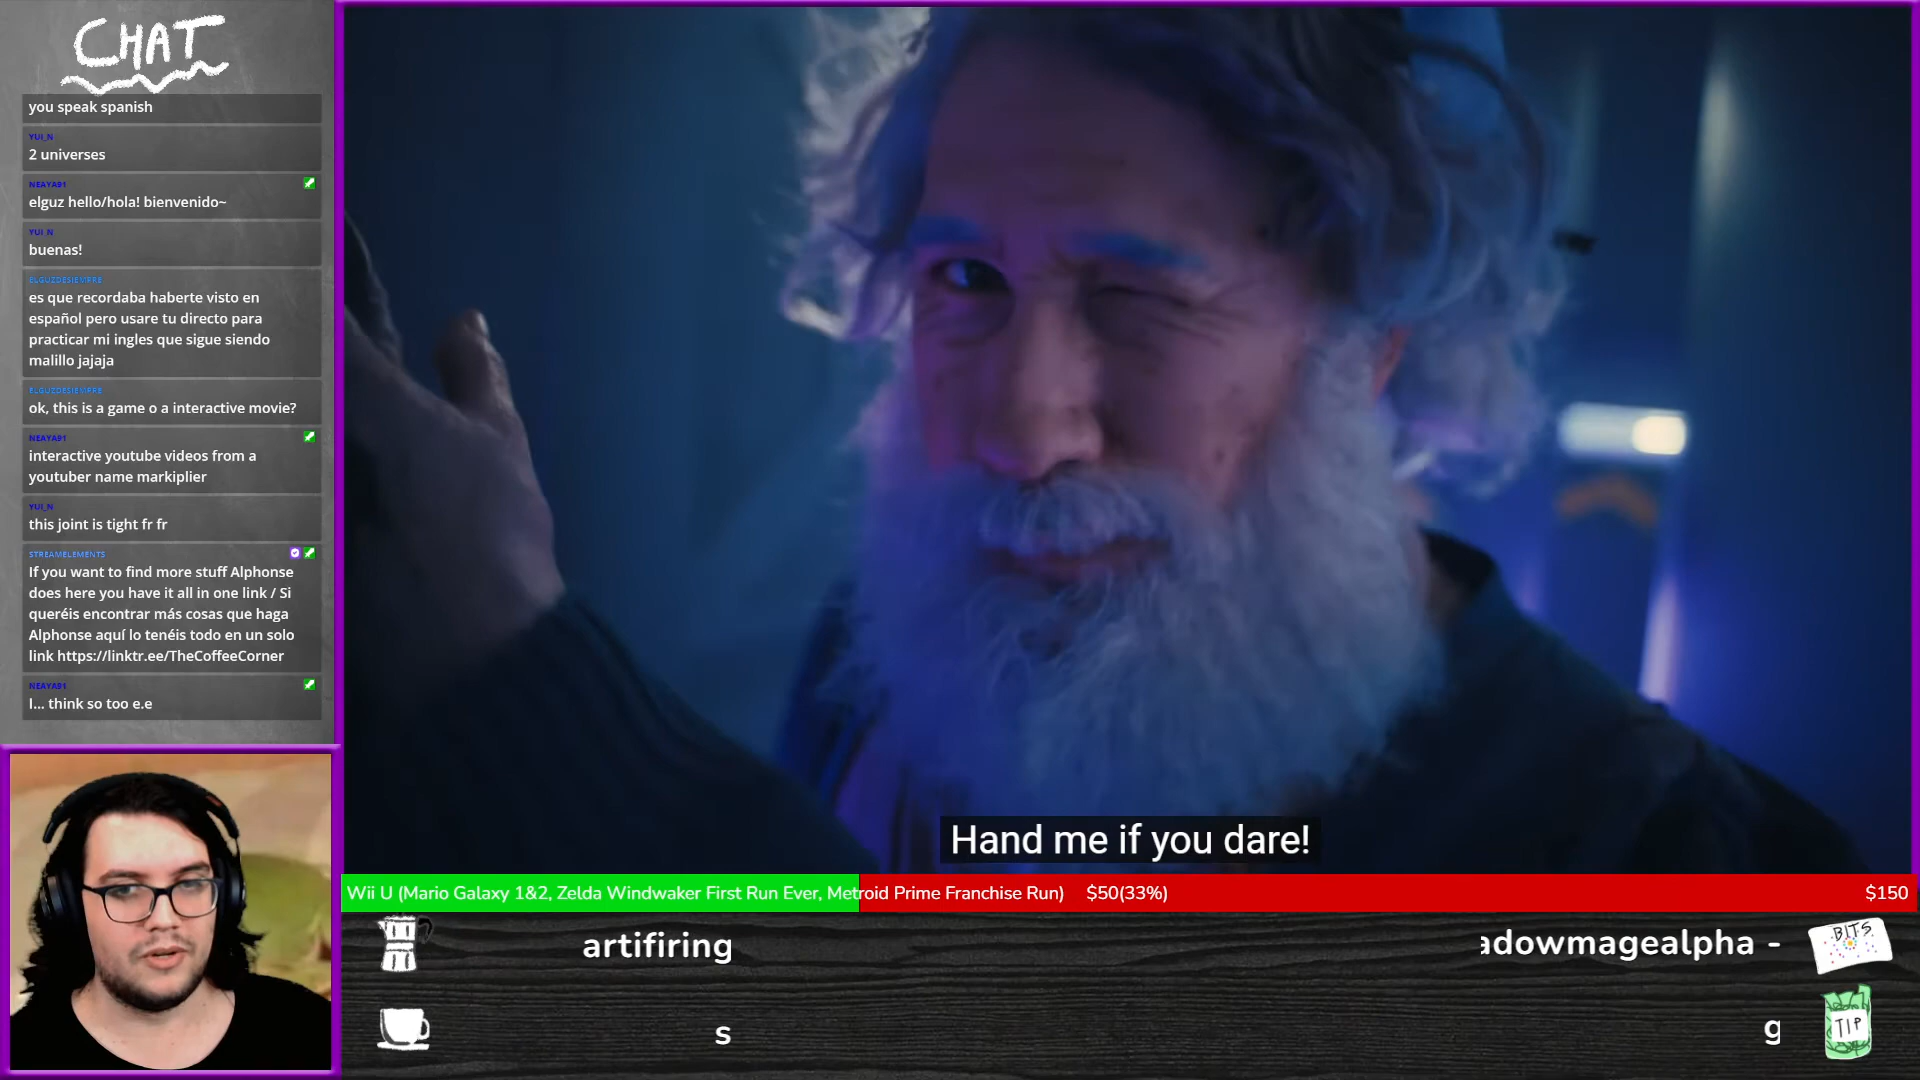 CHAT
you speak spanish
YUI_N
2 universes
NEAYA91
elguz hello/hola! bienvenido~
YUI_N
buenas!
ELGUZDESIEMPRE
es que recordaba haberte visto en
español pero usare tu directo para
practicar mi ingles que sigue siendo
malillo jajaja
ELGUZDESIEMPRE
ok, this is a game o a interactive movie?
NEAYA91
interactive youtube videos from a
youtuber name markiplier
YUI_N
this joint is tight fr fr
STREAMELEMENTS
If you want to find more stuff Alphonse
does here you have it all in one link / Si
queréis encontrar más cosas que haga
Alphonse aquí lo tenéis todo en un solo
link https://linktr.ee/TheCoffeeCorner
NEAYA91
I... think so too e.e
Hand me if you dare!
Wii U (Mario Galaxy 1&2, Zelda Windwaker First Run Ever, Metroid Prime Franchise Run) $50(33%) $150
artifiring
adowmagealpha -
BITS
s
g
TIP